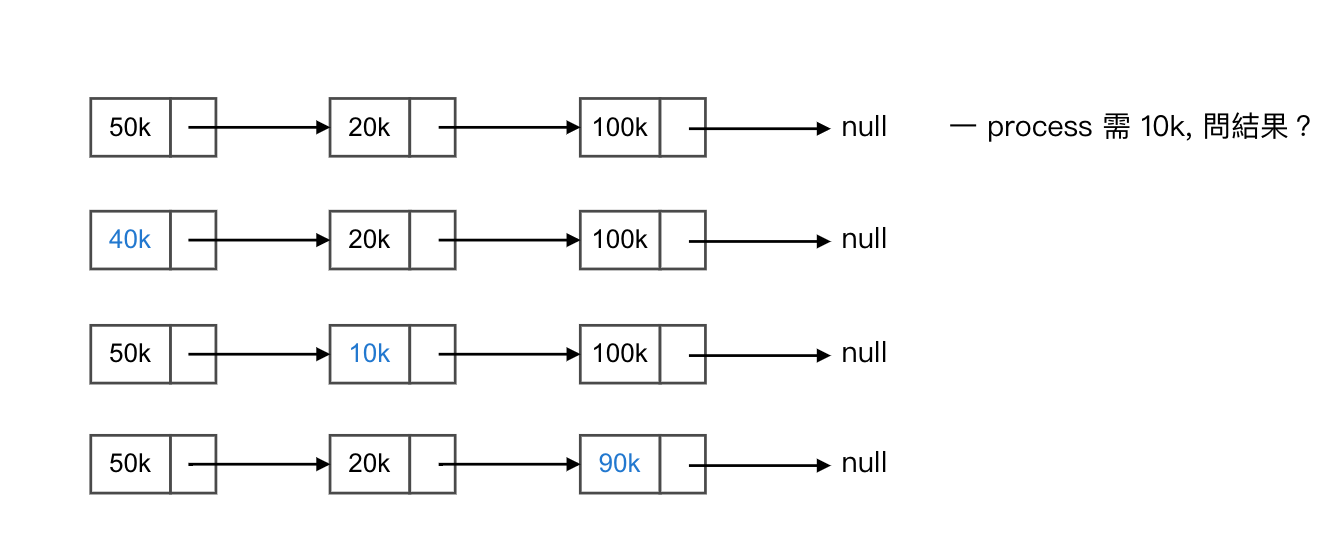 50k 20k 100k null 一 process 需 10k, 問結果？
40k 20k 100k null
50k 10k 100k null
50k 20k 90k null